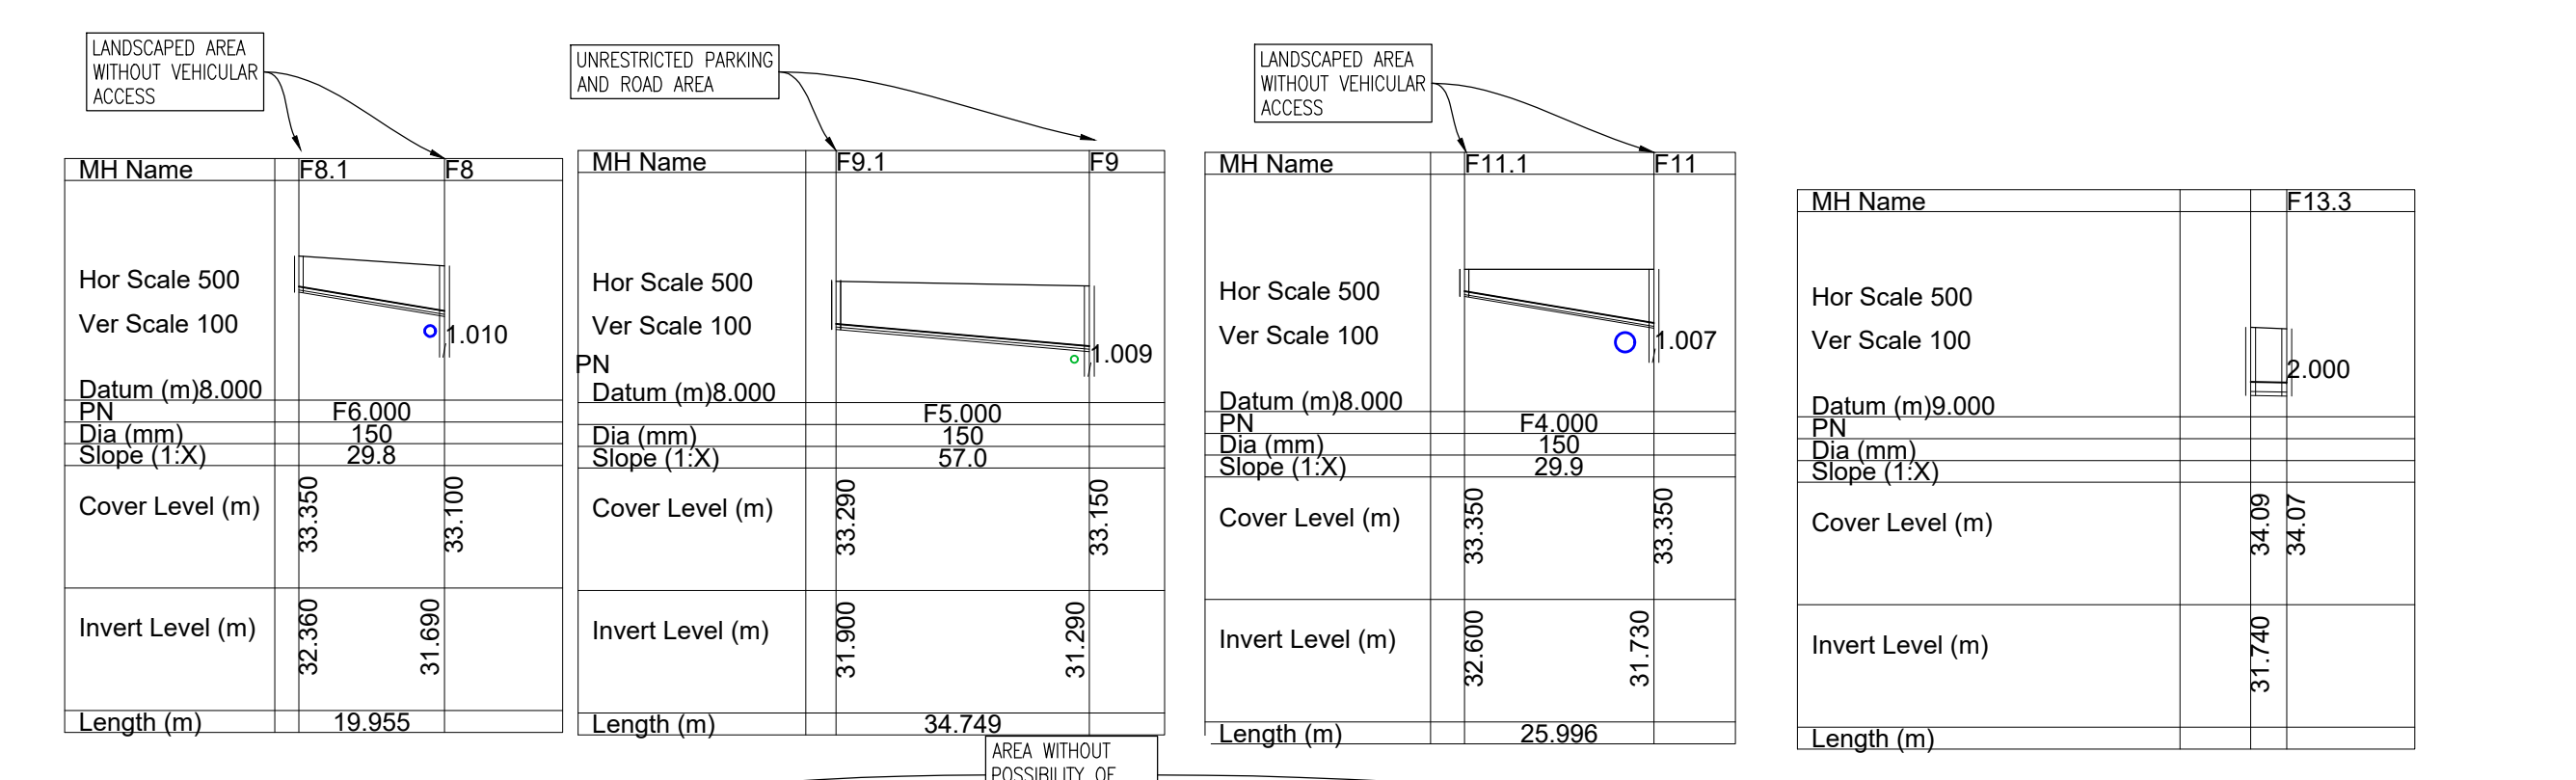 LANDSCAPED AREA
WITHOUT VEHICULAR
ACCESS
MH Name F8.1 F8
Hor Scale 500
Ver Scale 100
1.010
Datum (m)8.000
PN F6.000
Dia (mm) 150
Slope (1:X) 29.8
Cover Level (m) 33.350 33.100
Invert Level (m) 32.360 31.690
Length (m) 19.955
UNRESTRICTED PARKING
AND ROAD AREA
MH Name F9.1 F9
Hor Scale 500
Ver Scale 100
1.009
PN
Datum (m)8.000
F5.000
Dia (mm) 150
Slope (1:X) 57.0
Cover Level (m) 33.290 33.150
Invert Level (m) 31.900 31.290
Length (m) 34.749
LANDSCAPED AREA
WITHOUT VEHICULAR
ACCESS
MH Name F11.1 F11
Hor Scale 500
Ver Scale 100
1.007
Datum (m)8.000
PN F4.000
Dia (mm) 150
Slope (1:X) 29.9
Cover Level (m) 33.350 33.350
Invert Level (m) 32.600 31.730
Length (m) 25.996
MH Name F13.3
Hor Scale 500
Ver Scale 100
2.000
Datum (m)9.000
PN
Dia (mm)
Slope (1:X)
Cover Level (m) 34.09 34.07
Invert Level (m) 31.740
Length (m)
AREA WITHOUT
POSSIBILITY OF